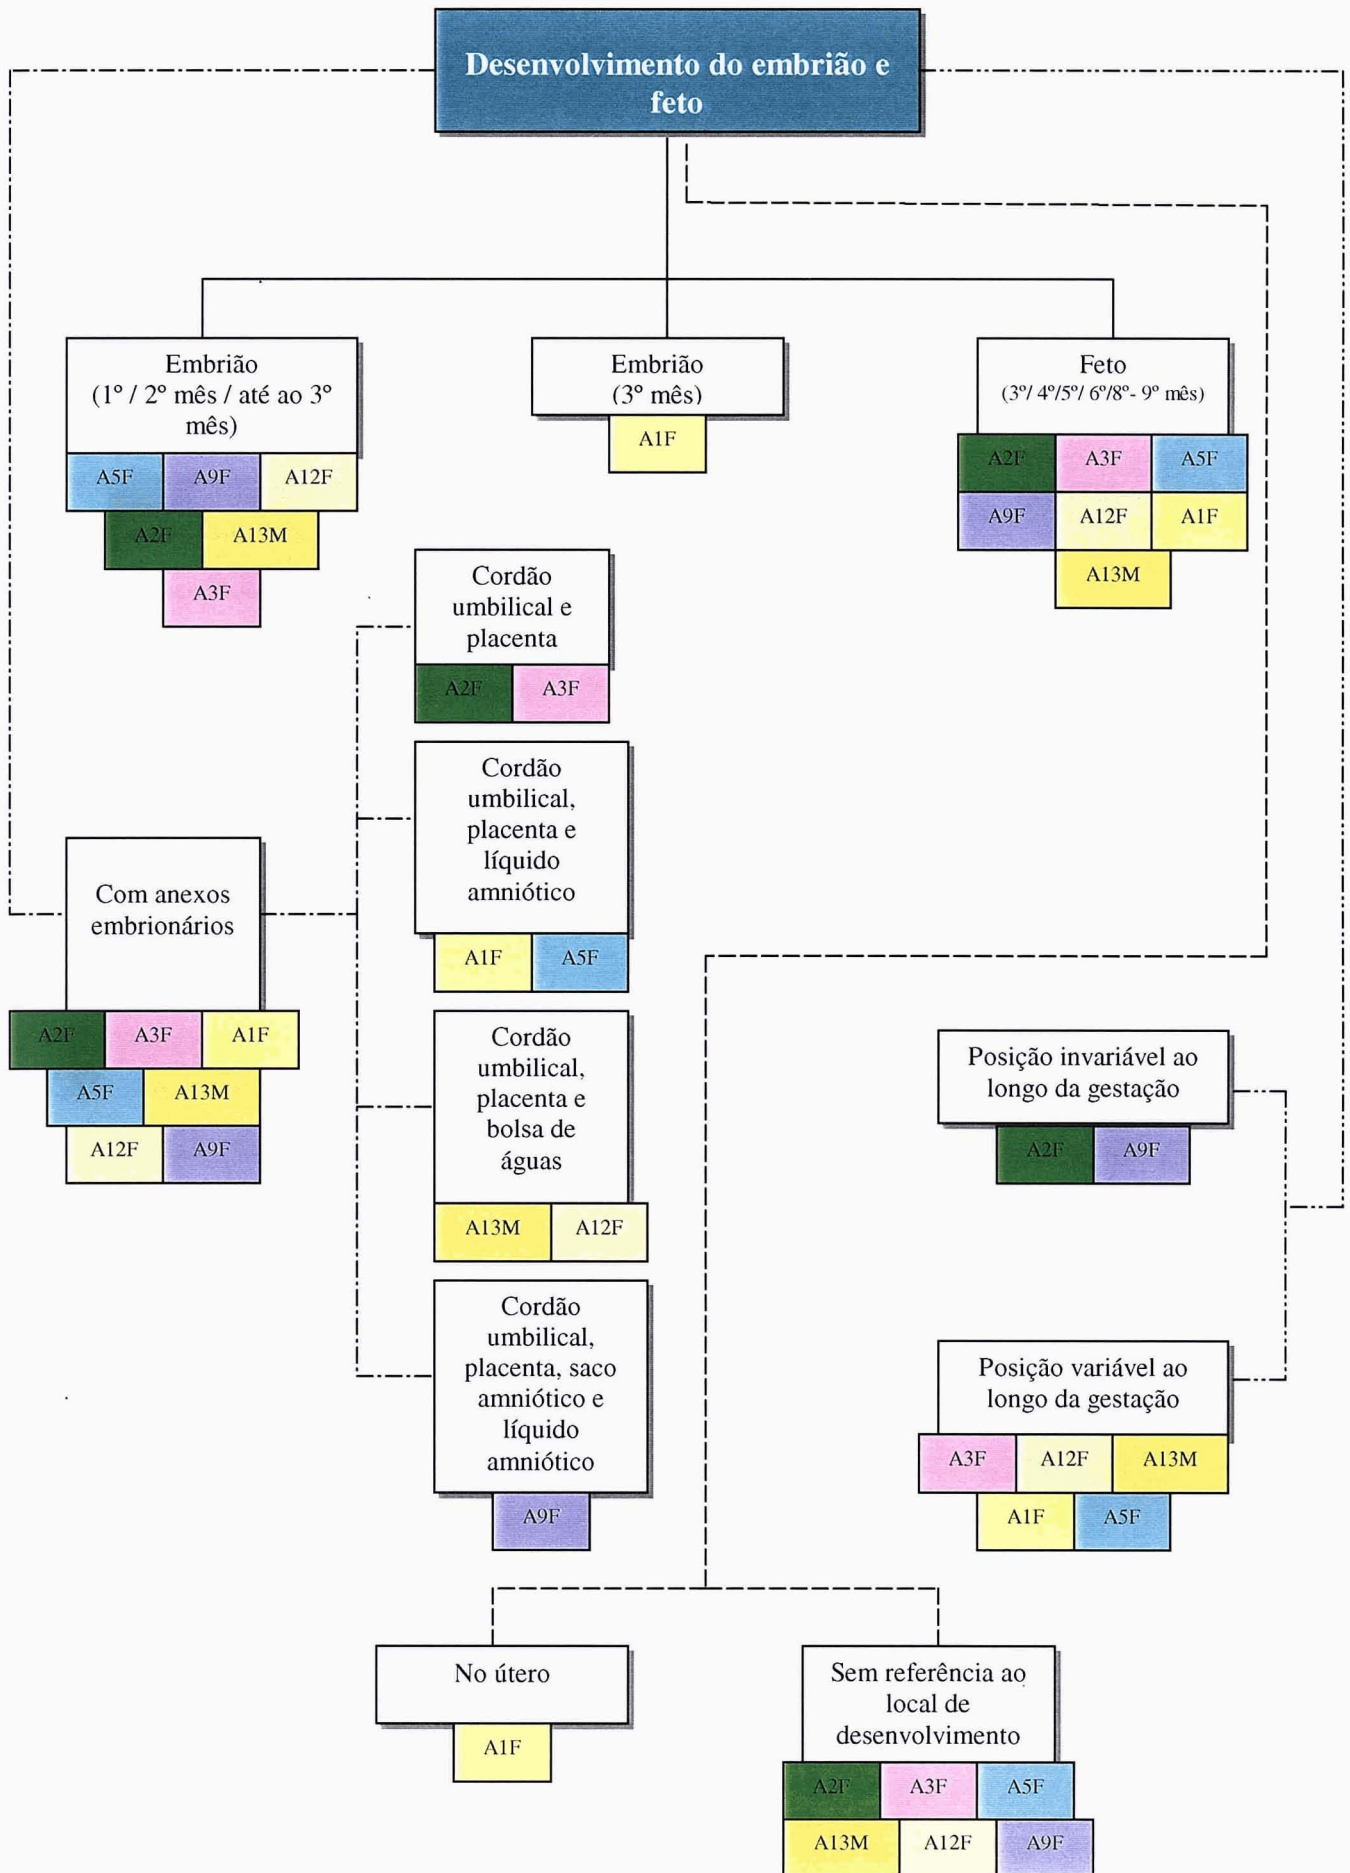 Desenvolvimento do embrião e
feto
Embrião
(1º / 2º mês / até ao 3º
mês)
A5F
A9F
A12F
A2F
A13M
A3F
Embrião
(3º mês)
A1F
Feto
(3º/ 4º/5º/ 6º/8º- 9º mês)
A2F
A3F
A5F
A9F
A12F
A1F
A13M
Com anexos
embrionários
A2F
A3F
A1F
A5F
A13M
A12F
A9F
Cordão
umbilical e
placenta
A2F
A3F
Cordão
umbilical,
placenta e
líquido
amniótico
A1F
A5F
Cordão
umbilical,
placenta e
bolsa de
águas
A13M
A12F
Cordão
umbilical,
placenta, saco
amniótico e
líquido
amniótico
A9F
Posição invariável ao
longo da gestação
A2F
A9F
Posição variável ao
longo da gestação
A3F
A12F
A13M
A1F
A5F
No útero
A1F
Sem referência ao
local de
desenvolvimento
A2F
A3F
A5F
A13M
A12F
A9F